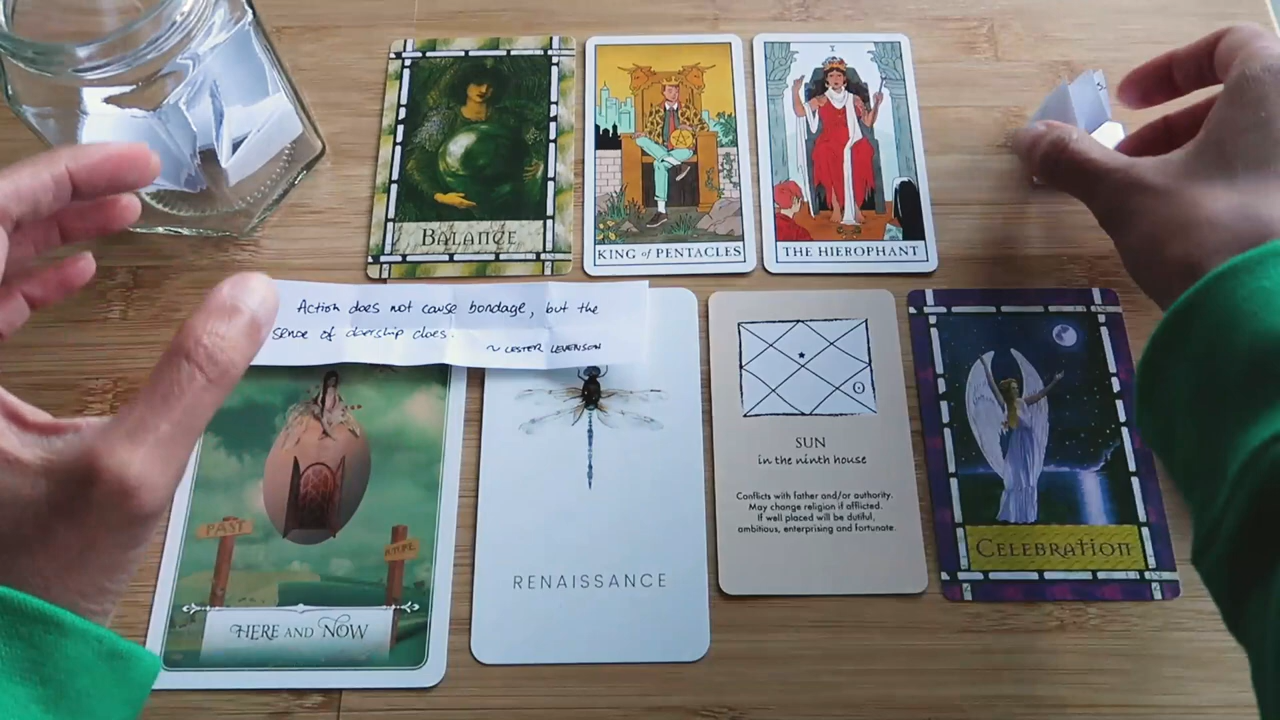 BALANCE
KING of PENTACLES
I
THE HIEROPHANT
5.
Action does not cause bondage, but the
sense of doership does.
~ LESTER LEVENSON
PAST
FUTURE
HERE AND NOW
RENAISSANCE
SUN
in the ninth house
Conflicts with father and/or authority.
May change religion if afflicted.
If well placed will be dutiful,
ambitious, enterprising and fortunate.
CELEBRATION